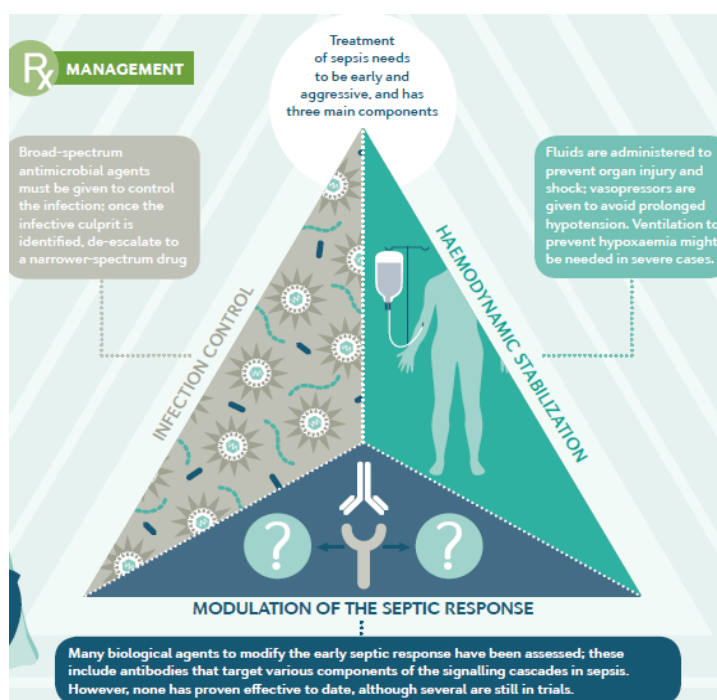 Rx MANAGEMENT
Treatment
of sepsis needs
to be early and
aggressive, and has
three main components
Broad-spectrum
antimicrobial agents
must be given to control
the infection; once the
infective culprit is
identified, de-escalate to
a narrower-spectrum drug
Fluids are administered to
prevent organ injury and
shock; vasopressors are
given to avoid prolonged
hypotension. Ventilation to
prevent hypoxaemia might
be needed in severe cases.
INFECTION CONTROL
HAEMODYNAMIC STABILIZATION
? ?
MODULATION OF THE SEPTIC RESPONSE
Many biological agents to modify the early septic response have been assessed; these
include antibodies that target various components of the signalling cascades in sepsis.
However, none has proven effective to date, although several are still in trials.